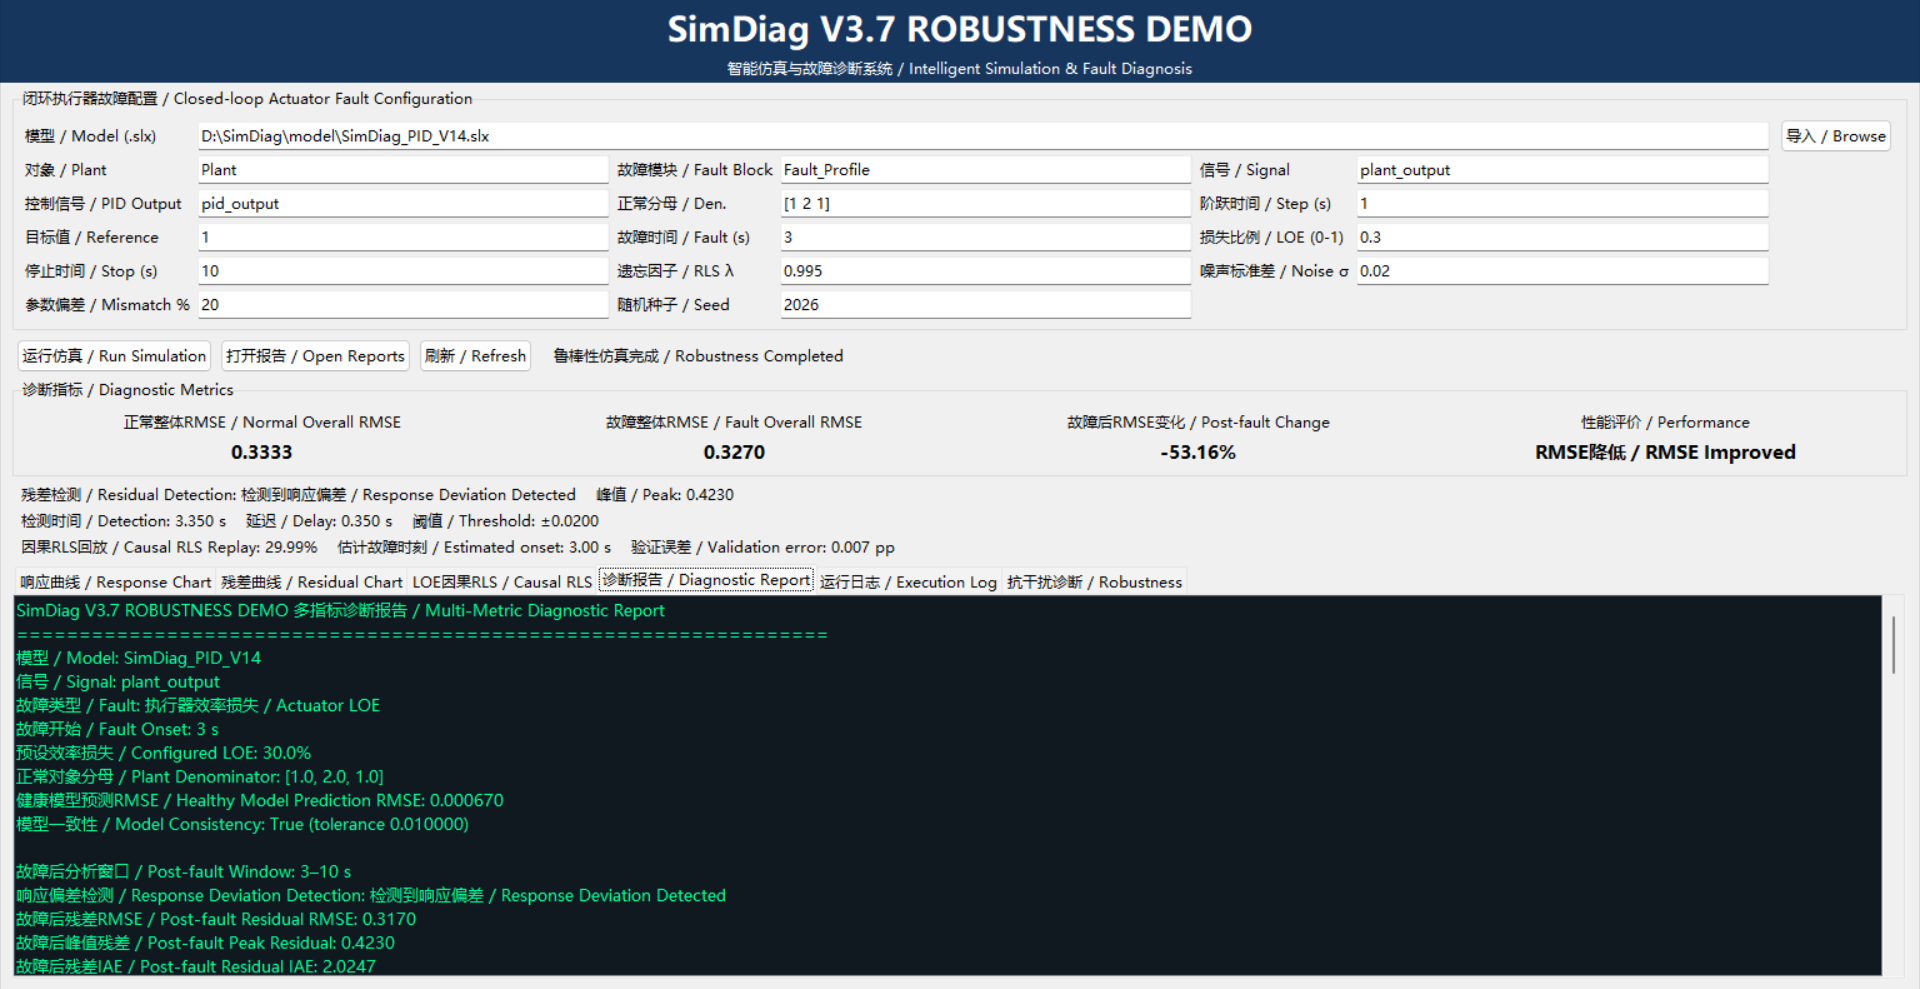 SimDiag V3.7 ROBUSTNESS DEMO
智能仿真与故障诊断系统 / Intelligent Simulation & Fault Diagnosis
闭环执行器故障配置 / Closed-loop Actuator Fault Configuration
模型 / Model (.slx) D:\SimDiag\model\SimDiag_PID_V14.slx 导入 / Browse
对象 / Plant Plant 故障模块 / Fault Block Fault_Profile 信号 / Signal plant_output
控制信号 / PID Output pid_output 正常分母 / Den. [1 2 1] 阶跃时间 / Step (s) 1
目标值 / Reference 1 故障时间 / Fault (s) 3 损失比例 / LOE (0-1) 0.3
停止时间 / Stop (s) 10 遗忘因子 / RLS λ 0.995 噪声标准差 / Noise σ 0.02
参数偏差 / Mismatch % 20 随机种子 / Seed 2026
运行仿真 / Run Simulation 打开报告 / Open Reports 刷新 / Refresh 鲁棒性仿真完成 / Robustness Completed
诊断指标 / Diagnostic Metrics
正常整体RMSE / Normal Overall RMSE 故障整体RMSE / Fault Overall RMSE 故障后RMSE变化 / Post-fault Change 性能评价 / Performance
0.3333 0.3270 -53.16% RMSE降低 / RMSE Improved
残差检测 / Residual Detection: 检测到响应偏差 / Response Deviation Detected 峰值 / Peak: 0.4230
检测时间 / Detection: 3.350 s 延迟 / Delay: 0.350 s 阈值 / Threshold: ±0.0200
因果RLS回放 / Causal RLS Replay: 29.99% 估计故障时刻 / Estimated onset: 3.00 s 验证误差 / Validation error: 0.007 pp
响应曲线 / Response Chart 残差曲线 / Residual Chart LOE因果RLS / Causal RLS 诊断报告 / Diagnostic Report 运行日志 / Execution Log 抗干扰诊断 / Robustness
SimDiag V3.7 ROBUSTNESS DEMO 多指标诊断报告 / Multi-Metric Diagnostic Report
==================================================================
模型 / Model: SimDiag_PID_V14
信号 / Signal: plant_output
故障类型 / Fault: 执行器效率损失 / Actuator LOE
故障开始 / Fault Onset: 3 s
预设效率损失 / Configured LOE: 30.0%
正常对象分母 / Plant Denominator: [1.0, 2.0, 1.0]
健康模型预测RMSE / Healthy Model Prediction RMSE: 0.000670
模型一致性 / Model Consistency: True (tolerance 0.010000)
故障后分析窗口 / Post-fault Window: 3–10 s
响应偏差检测 / Response Deviation Detection: 检测到响应偏差 / Response Deviation Detected
故障后残差RMSE / Post-fault Residual RMSE: 0.3170
故障后峰值残差 / Post-fault Peak Residual: 0.4230
故障后残差IAE / Post-fault Residual IAE: 2.0247